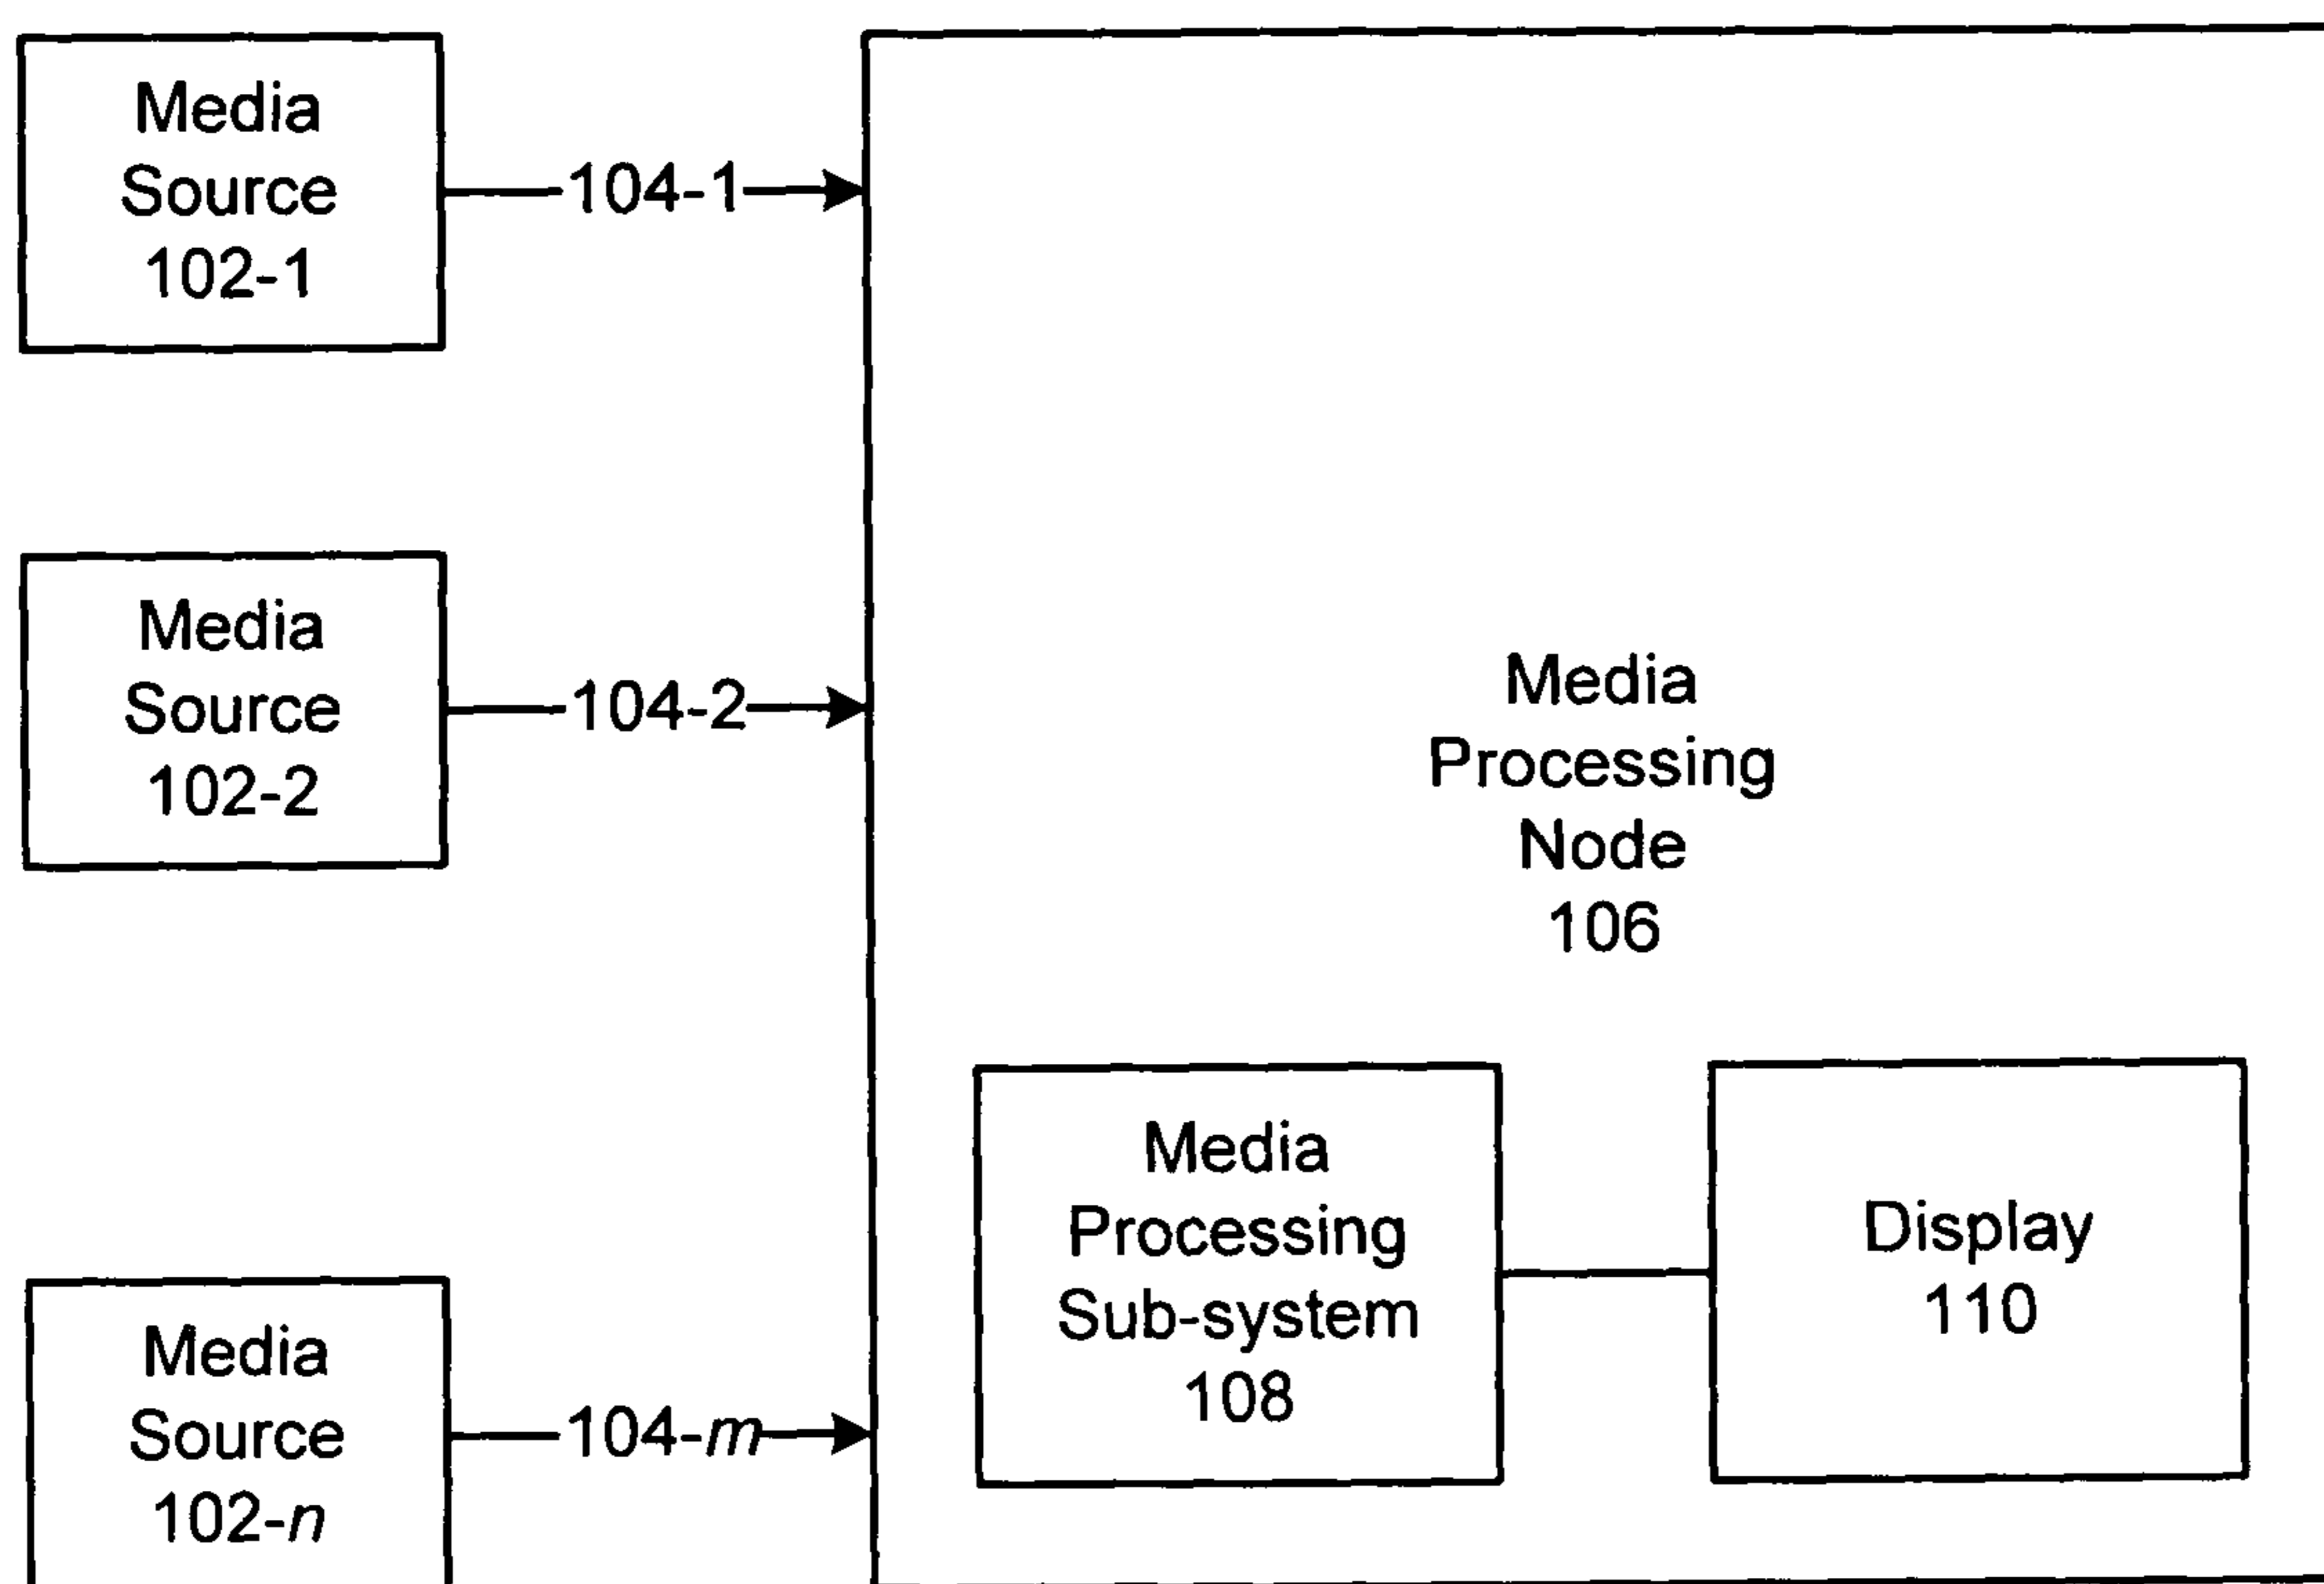 Media
Source
102-1
104-1
Media
Source
102-2
104-2
Media
Processing
Node
106
Media
Processing
Sub-system
108
Display
110
Media
Source
102-n
104-m